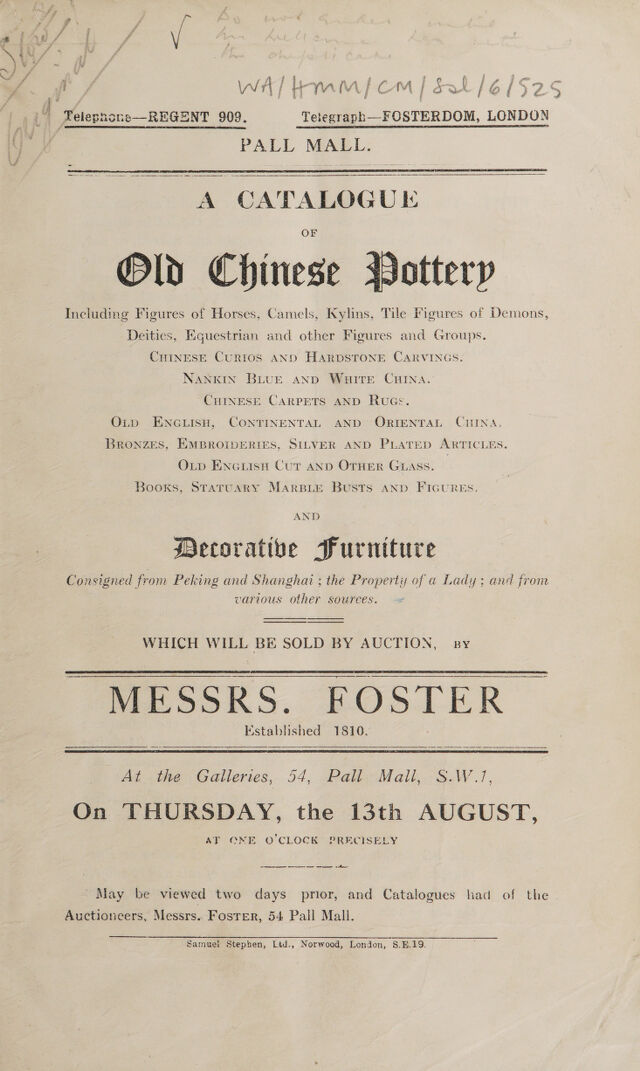 Do not
the
Original
WA/HMM/CM/Sal/6/525
Telephone—REGENT 909. Telegraph—FOSTERDOM, LONDON
PALL MALL.
A CATALOGUE
OF
Old Chinese Pottery
Including Figures of Horses, Camels, Kylins, Tile Figures of Demons,
Deities, Equestrian and other Figures and Groups.
CHINESE CURIOS AND HARDSTONE CARVINGS.
NANKIN BLUE AND WHITE CHINA.
CHINESE CARPETS AND RUGS.
OLD ENGLISH, CONTINENTAL AND ORIENTAL CHINA.
BRONZES, EMBROIDERIES, SILVER AND PLATED ARTICLES.
OLD ENGLISH CUT AND OTHER GLASS.
BOOKS, STATUARY MARBLE BUSTS AND FIGURES.
AND
Decorative Furniture
Consigned from Peking and Shanghai; the Property of a Lady; and from
various other sources.
WHICH WILL BE SOLD BY AUCTION, BY
MESSRS. FOSTER
Established 1810.
At the Galleries, 54, Pall Mall, S.W.1,
On THURSDAY, the 13th AUGUST,
AT ONE O'CLOCK PRECISELY
May be viewed two days prior, and Catalogues had of the
Auctioneers, Messrs. FOSTER, 54 Pall Mall.
Samuel Stephen, Ltd., Norwood, London, S.E.19.